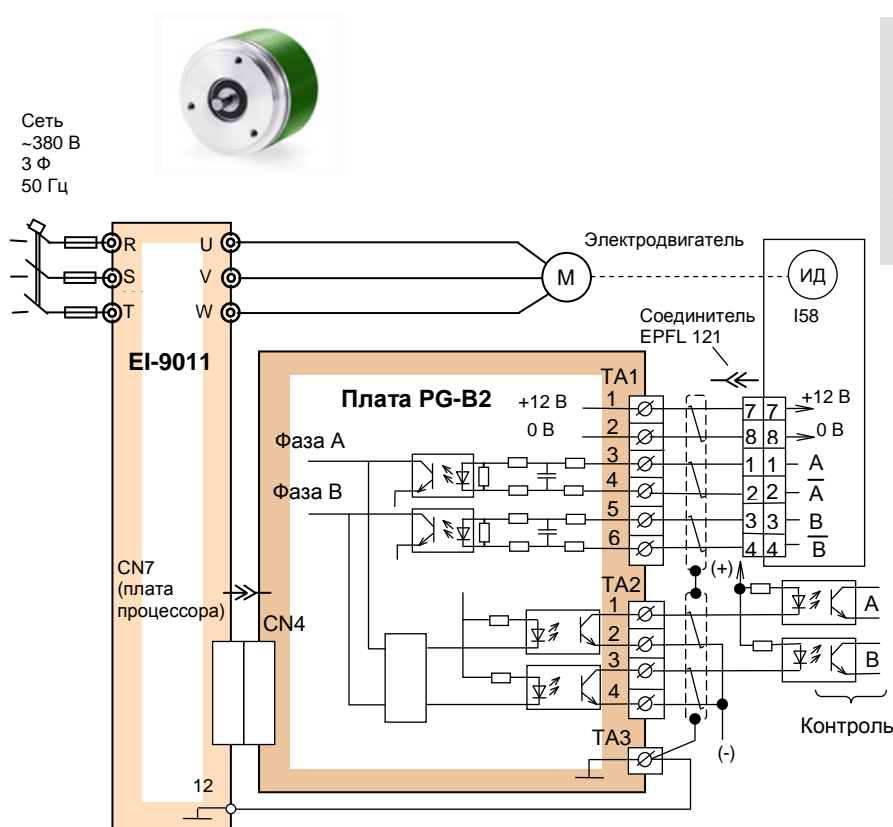 Сеть
~380 В
3 Ф
50 Гц
R
U
S
V
T
W
EI-9011
М
Электродвигатель
ИД
I58
Соединитель
EPFL 121
Плата PG-B2
TA1
+12 В
1
7 7
+12 В
0 В
2
8 8
0 В
Фаза А
3
1 1
A
4
2 2
A
Фаза В
5
3 3
B
6
4 4
B
CN7
(плата
процессора)
CN4
TA2
(+)
1
A
2
3
B
4
Контроль
TA3
(-)
12